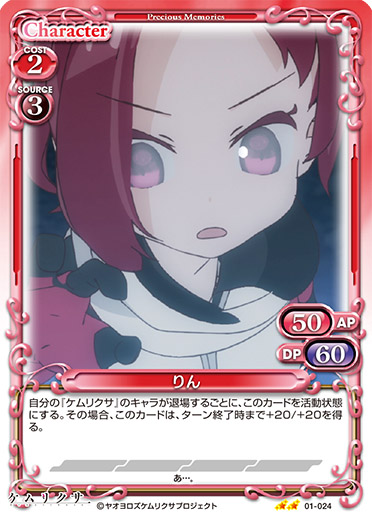 Precious Memories
Character
COST
2
SOURCE
3
50 AP
DP 60
りん
自分の『ケムリクサ』のキャラが退場するごとに、このカードを活動状態
にする。その場合、このカードは、ターン終了時まで+20/+20を得
る。
あ…。
ケムリクサ
©ヤオヨロズケムリクサプロジェクト
01-024